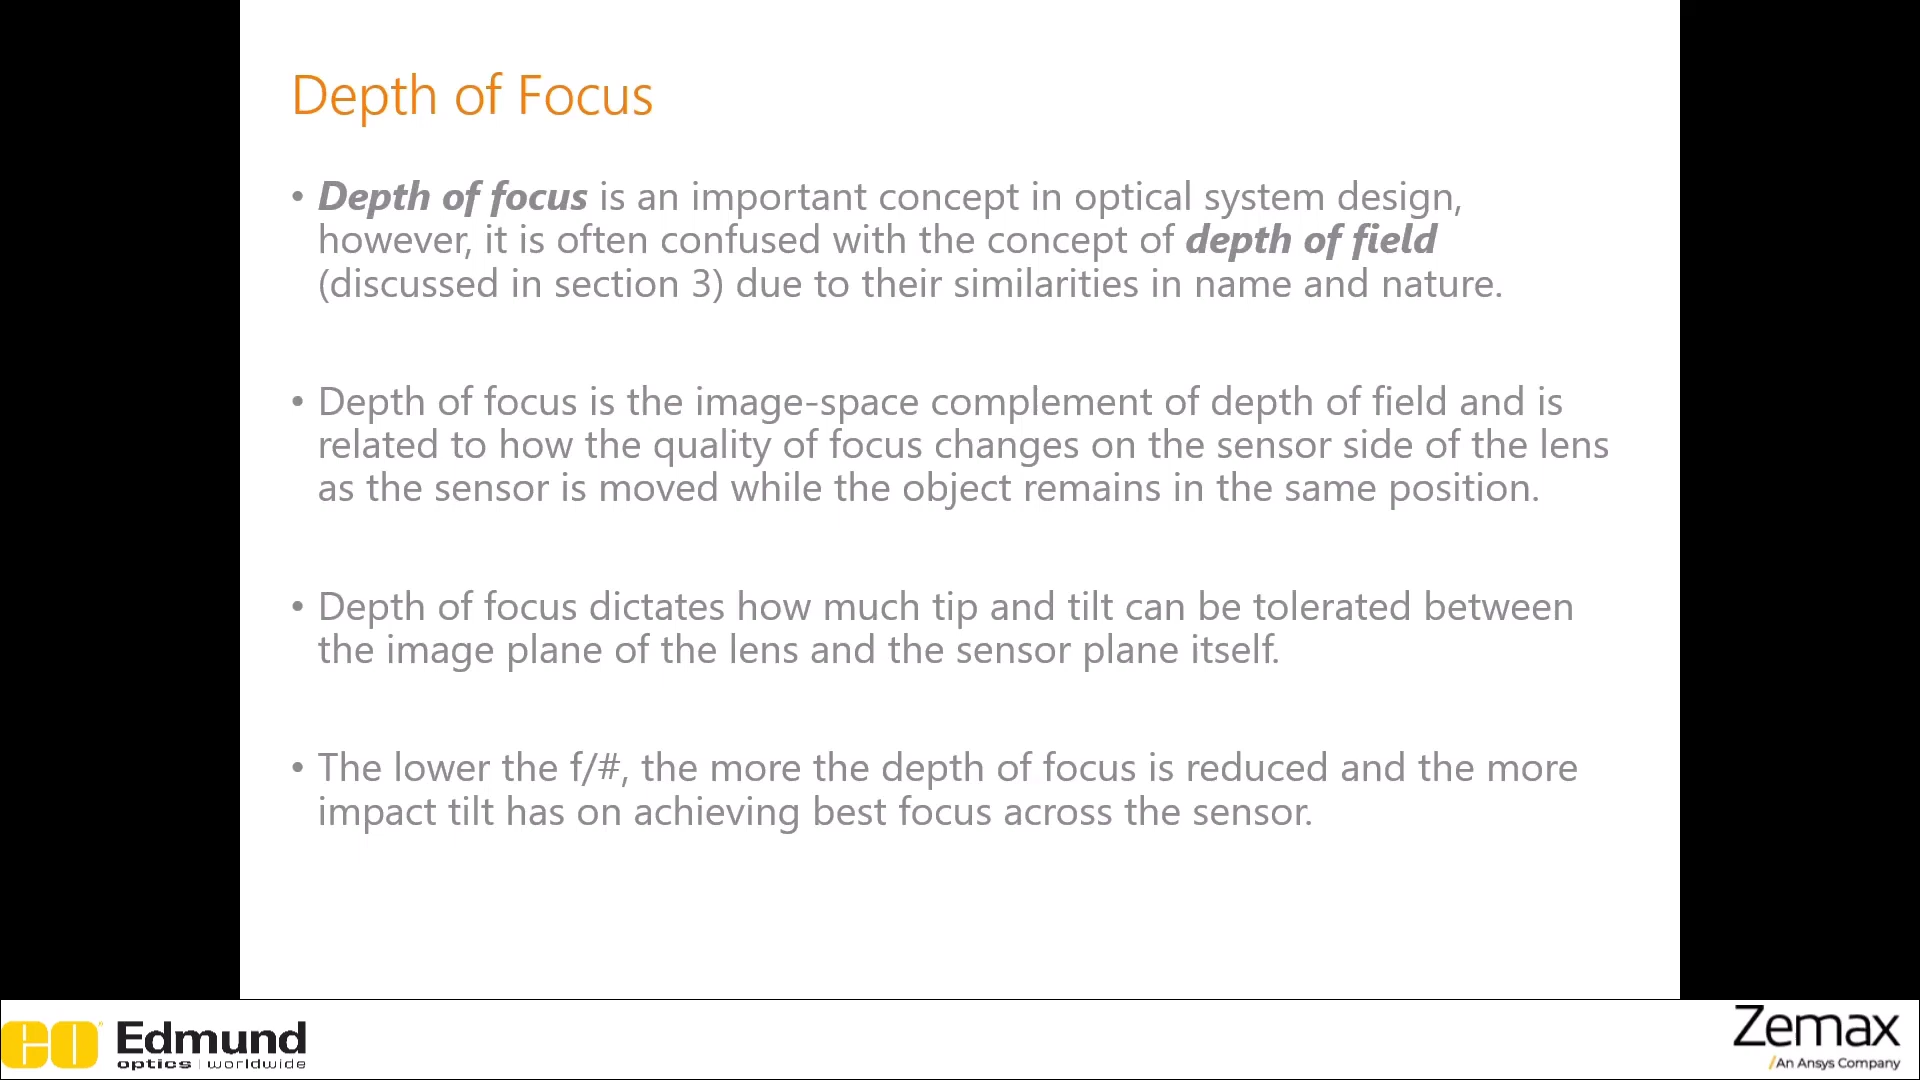 Depth of Focus
• Depth of focus is an important concept in optical system design,
however, it is often confused with the concept of depth of field
(discussed in section 3) due to their similarities in name and nature.
• Depth of focus is the image-space complement of depth of field and is
related to how the quality of focus changes on the sensor side of the lens
as the sensor is moved while the object remains in the same position.
• Depth of focus dictates how much tip and tilt can be tolerated between
the image plane of the lens and the sensor plane itself.
• The lower the f/#, the more the depth of focus is reduced and the more
impact tilt has on achieving best focus across the sensor.
EO Edmund
optics | worldwide
Zemax
An Ansys Company